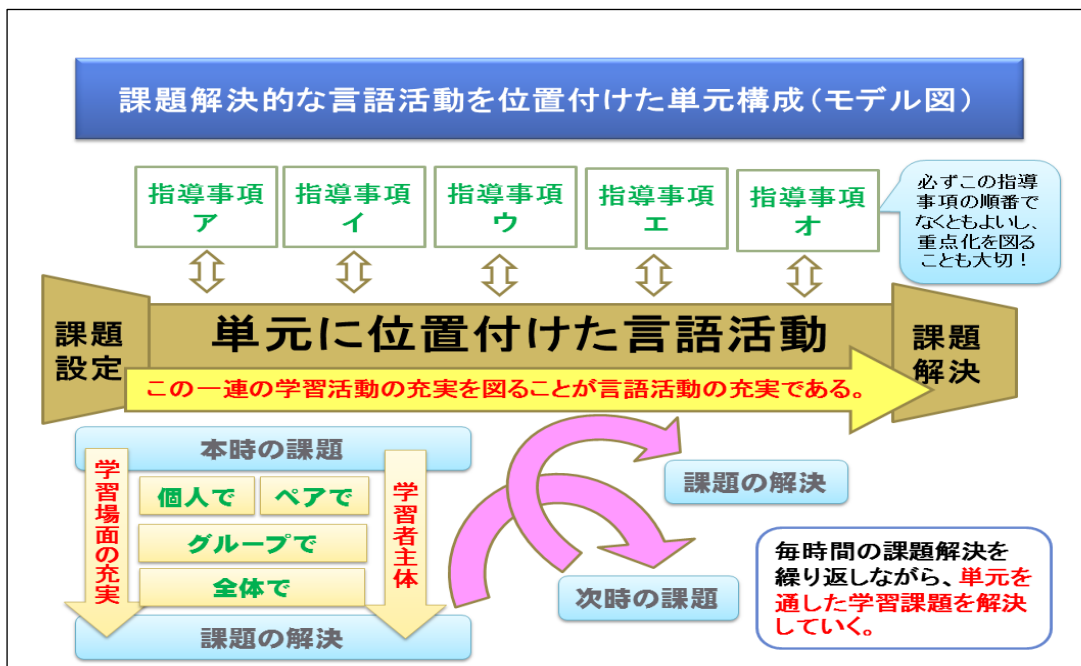 課題解決的な言語活動を位置付けた単元構成(モデル図)
指導事項
ア
指導事項
イ
指導事項
ウ
指導事項
エ
指導事項
オ
必ずこの指導
事項の順番で
なくともよいし、
重点化を図る
ことも大切！
課題
設定
単元に位置付けた言語活動
課題
解決
この一連の学習活動の充実を図ることが言語活動の充実である。
本時の課題
学習場面の充実
個人で
ペアで
グループで
全体で
学習者主体
課題の解決
課題の解決
次時の課題
毎時間の課題解決を
繰り返しながら、単元を
通した学習課題を解決
していく。